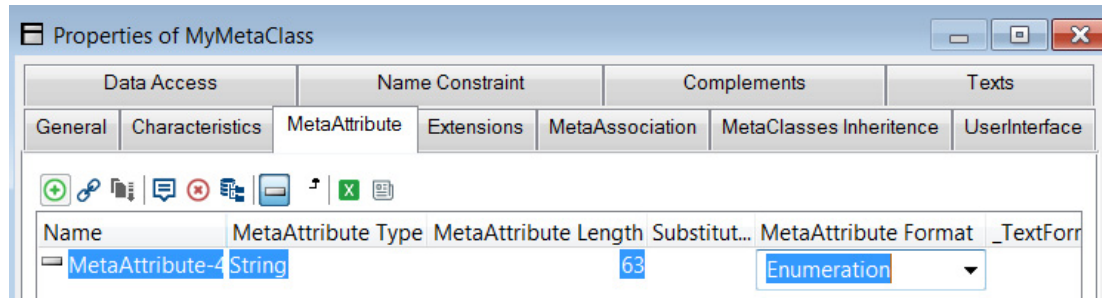 Properties of MyMetaClass
Data Access Name Constraint Complements Texts
General Characteristics MetaAttribute Extensions MetaAssociation MetaClasses Inheritence UserInterface
Name MetaAttribute Type MetaAttribute Length Substitut... MetaAttribute Format _TextForr
MetaAttribute-4 String 63 Enumeration